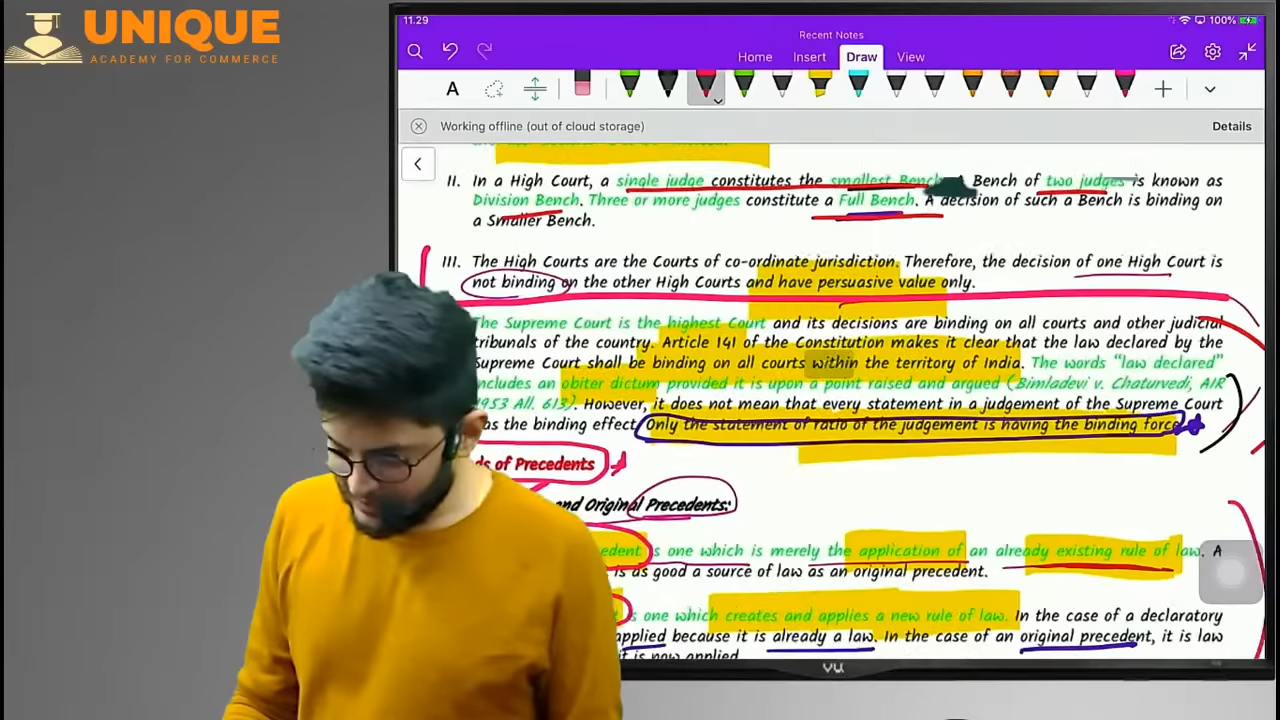 UNIQUE
ACADEMY FOR COMMERCE
11.29
100%
Recent Notes
Home Insert Draw View
A
Working offline (out of cloud storage)
Details
II. In a High Court, a single judge constitutes the smallest Bench. A Bench of two judges is known as
Division Bench. Three or more judges constitute a Full Bench. A decision of such a Bench is binding on
a Smaller Bench.
III. The High Courts are the Courts of co-ordinate jurisdiction. Therefore, the decision of one High Court is
not binding on the other High Courts and have persuasive value only.
The Supreme Court is the highest Court and its decisions are binding on all courts and other judicial
tribunals of the country. Article 141 of the Constitution makes it clear that the law declared by the
Supreme Court shall be binding on all courts within the territory of India. The words "law declared"
includes an obiter dictum provided it is upon a point raised and argued (Bimladevi v. Chaturvedi, AIR
1953 All. 613). However, it does not mean that every statement in a judgement of the Supreme Court
as the binding effect. Only the statement of ratio of the judgement is having the binding force.
ds of Precedents
and Original Precedents:
edent is one which is merely the application of an already existing rule of law. A
is as good a source of law as an original precedent.
is one which creates and applies a new rule of law. In the case of a declaratory
applied because it is already a law. In the case of an original precedent, it is law
it is now applied.
vu